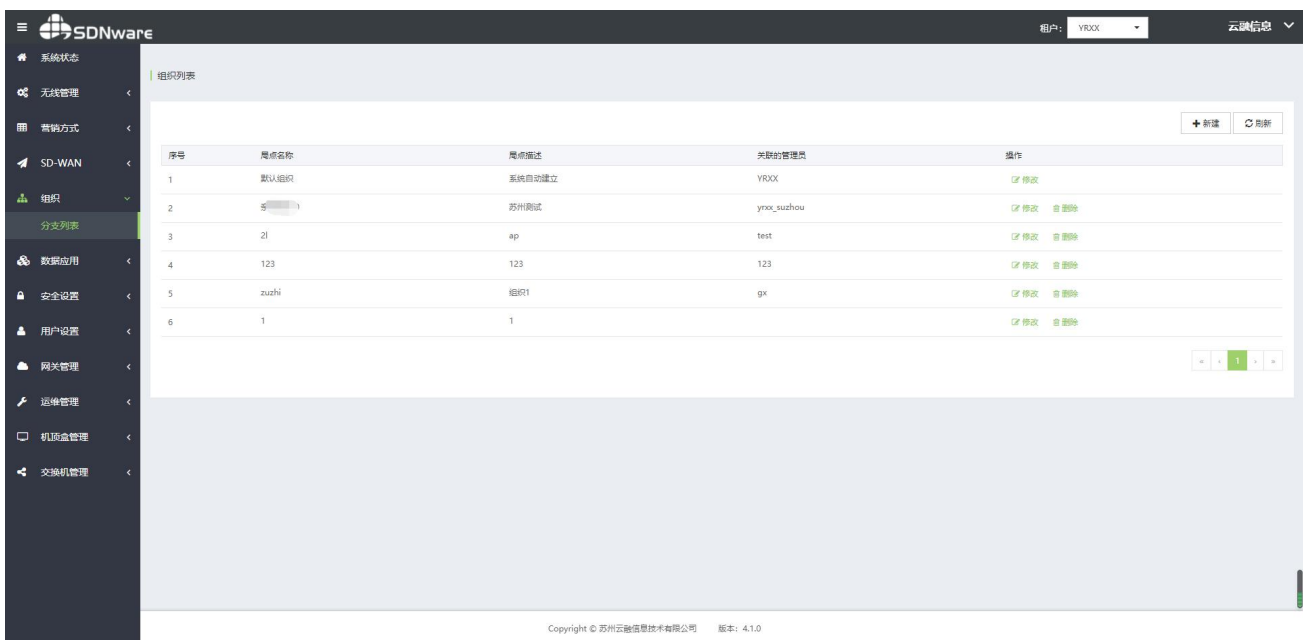 SDNware
租户: YRXX
云融信息
系统状态
无线管理
营销方式
SD-WAN
组织
分支列表
数据应用
安全设置
用户设置
网关管理
运维管理
机顶盒管理
交换机管理
组织列表
新建 刷新
序号 局点名称 局点描述 关联的管理员 操作
1 默认组织 系统自动建立 YRXX 修改
2 苏州测试 yrxx_suzhou 修改 删除
3 2l ap test 修改 删除
4 123 123 123 修改 删除
5 zuzhi 组织1 gx 修改 删除
6 1 1 修改 删除
« ‹ 1 › »
Copyright © 苏州云融信息技术有限公司 版本: 4.1.0